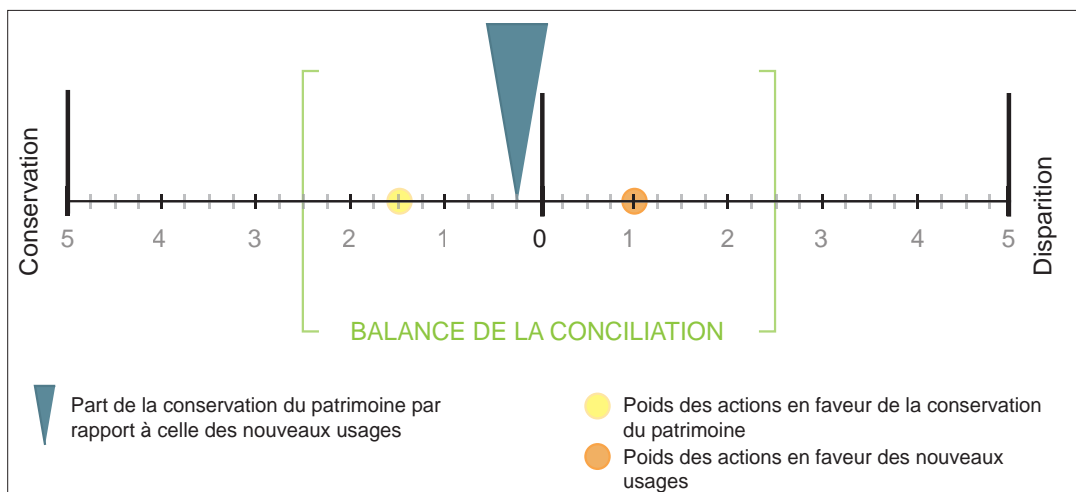 Conservation
5 4 3 2 1 0 1 2 3 4 5
Disparition
BALANCE DE LA CONCILIATION
Part de la conservation du patrimoine par
rapport à celle des nouveaux usages
Poids des actions en faveur de la conservation
du patrimoine
Poids des actions en faveur des nouveaux
usages